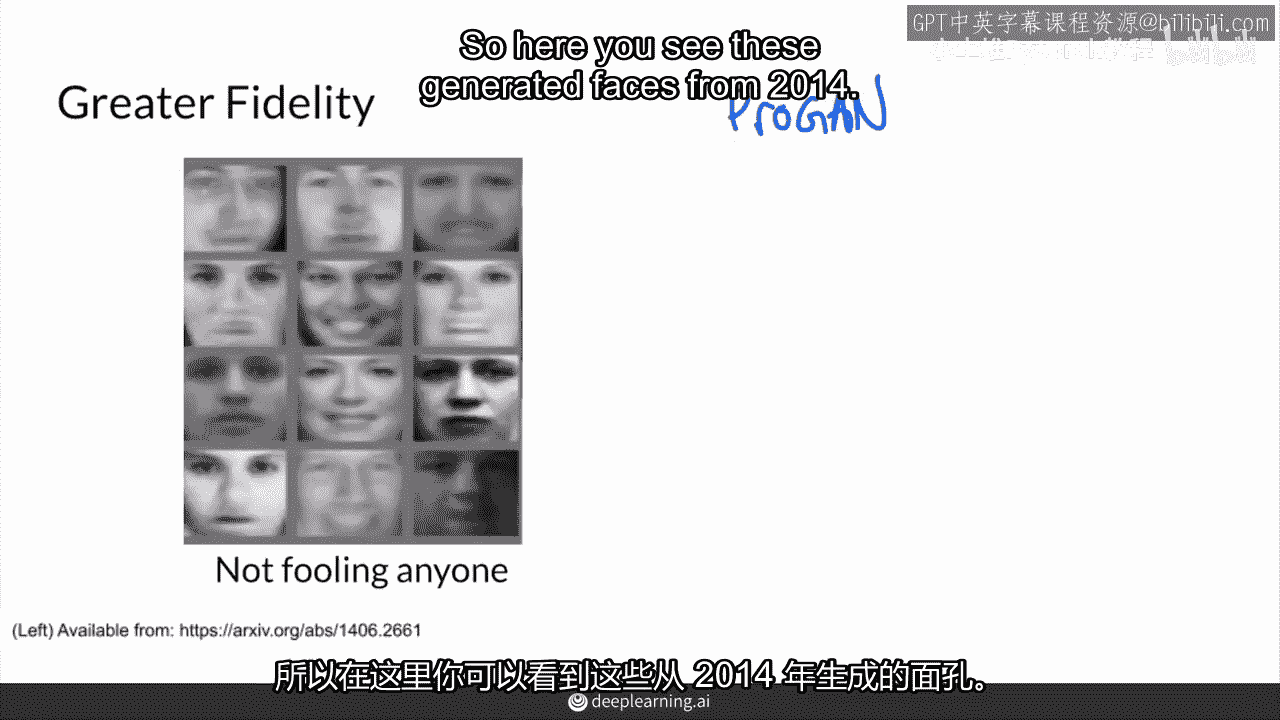 GPT中英字幕课程资源@bilibili.com
So here you see these
generated faces from 2014.
Greater Fidelity
ProGAN
Not fooling anyone
(Left) Available from: https://arxiv.org/abs/1406.2661
所以在这里你可以看到这些从 2014 年生成的面孔。
deeplearning.ai